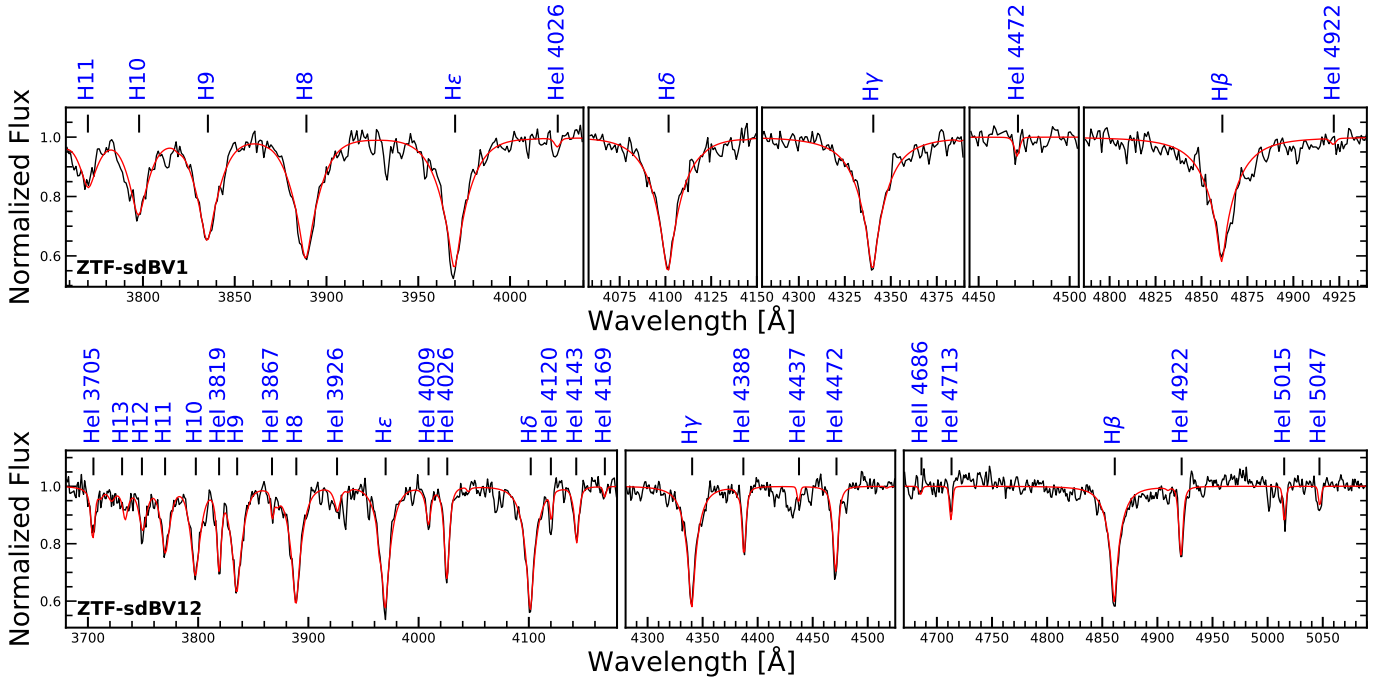 H11 H10 H9 H8 Hε HeI 4026 Hδ Hγ HeI 4472 Hβ HeI 4922
Normalized Flux
1.0
0.8
0.6
ZTF-sdBV1
3800 3850 3900 3950 4000 4075 4100 4125 4150 4300 4325 4350 4375 4450 4500 4800 4825 4850 4875 4900 4925
Wavelength [Å]
HeI 3705 H13 H12 H11 H10 HeI 3819 H9 HeI 3867 H8 HeI 3926 Hε HeI 4009 HeI 4026 Hδ HeI 4120 HeI 4143 HeI 4169 Hγ HeI 4388 HeI 4437 HeI 4472 HeII 4686 HeI 4713 Hβ HeI 4922 HeI 5015 HeI 5047
Normalized Flux
1.0
0.8
0.6
ZTF-sdBV12
3700 3800 3900 4000 4100 4300 4350 4400 4450 4500 4700 4750 4800 4850 4900 4950 5000 5050
Wavelength [Å]